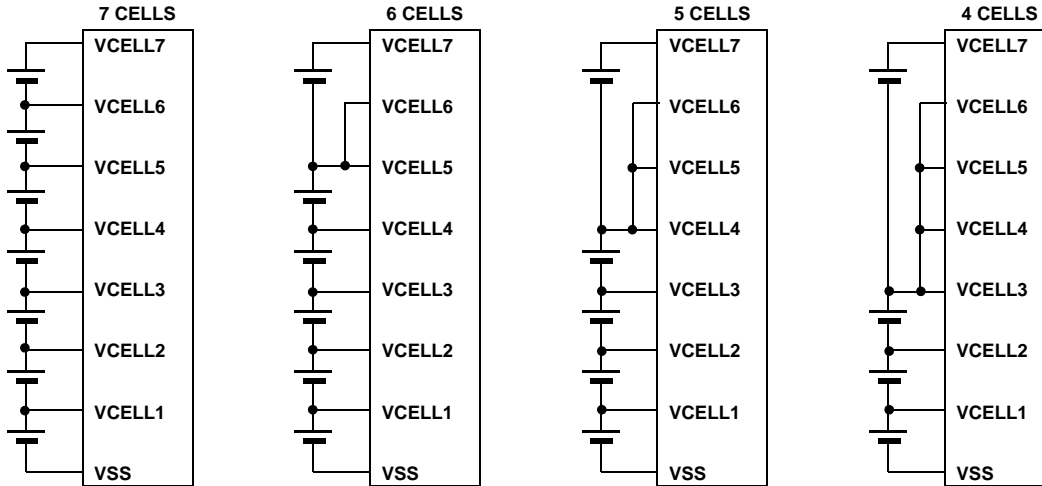 7 CELLS
VCELL7
VCELL6
VCELL5
VCELL4
VCELL3
VCELL2
VCELL1
VSS
6 CELLS
VCELL7
VCELL6
VCELL5
VCELL4
VCELL3
VCELL2
VCELL1
VSS
5 CELLS
VCELL7
VCELL6
VCELL5
VCELL4
VCELL3
VCELL2
VCELL1
VSS
4 CELLS
VCELL7
VCELL6
VCELL5
VCELL4
VCELL3
VCELL2
VCELL1
VSS